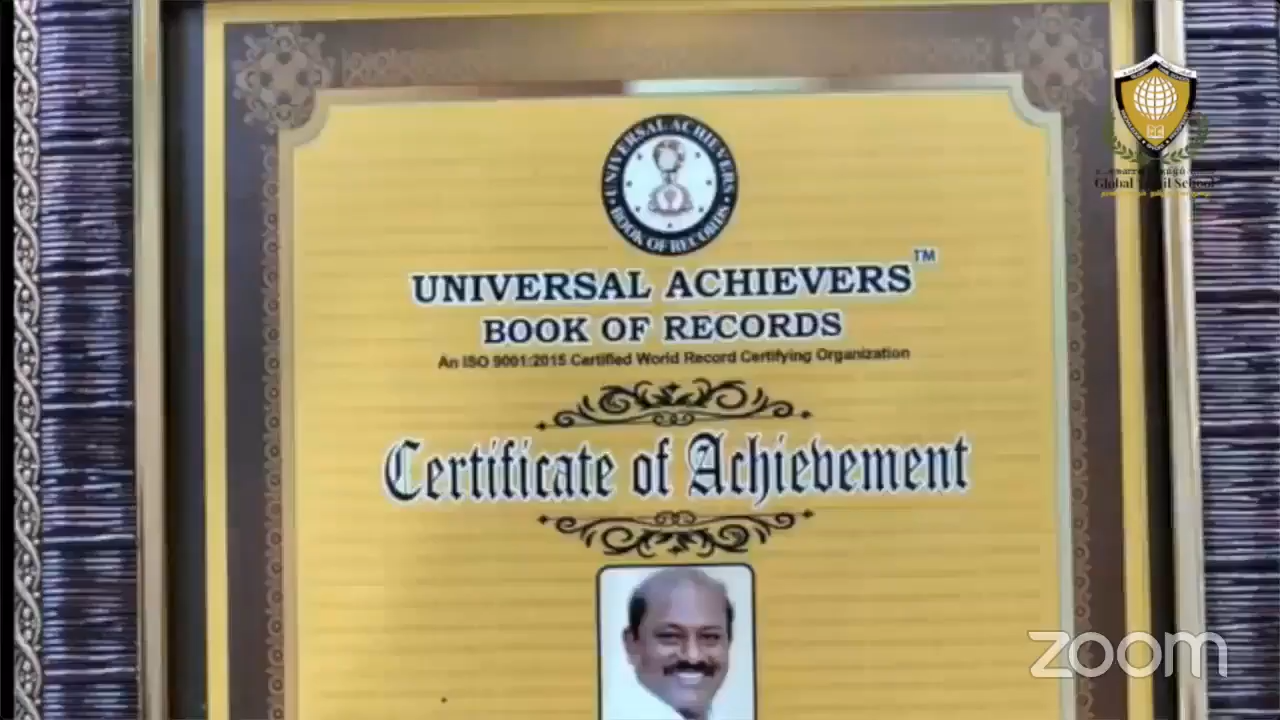 UNIVERSAL ACHIEVERS
BOOK OF RECORDS
UNIVERSAL ACHIEVERS™
BOOK OF RECORDS
An ISO 9001:2015 Certified World Record Certifying Organization
Certificate of Achievement
Global Tamil School
zoom